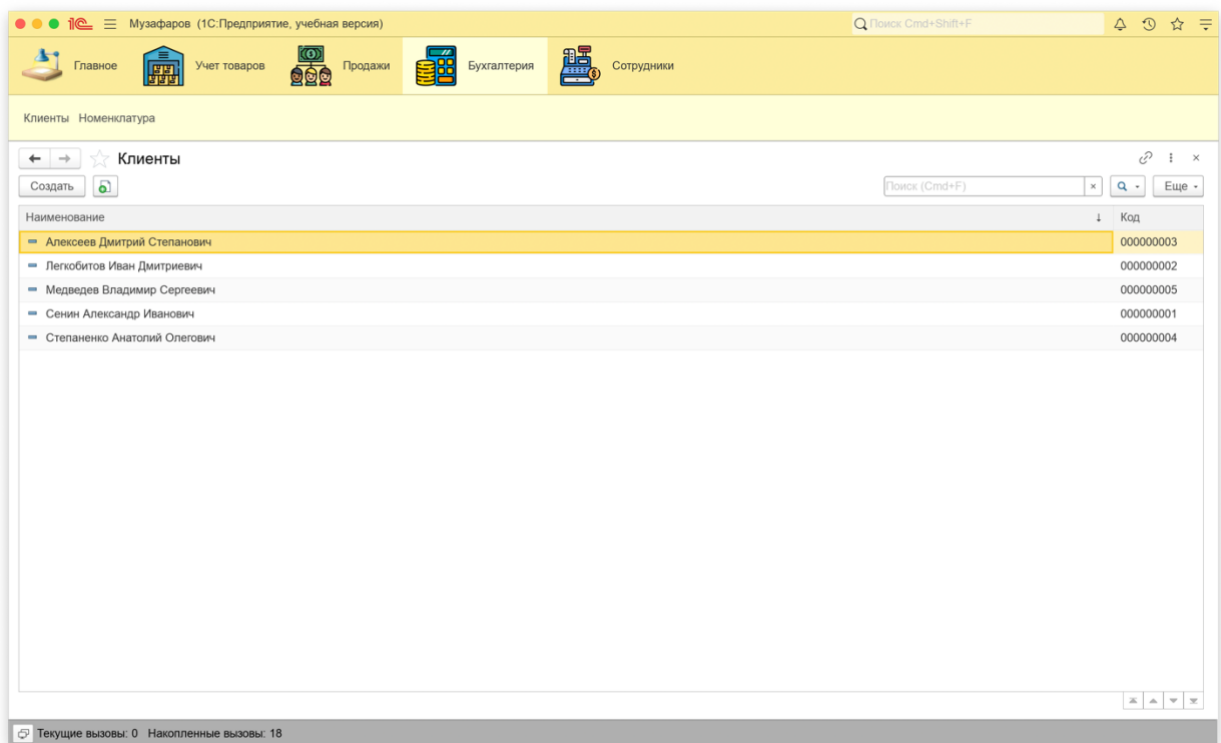 1С Музафаров (1С:Предприятие, учебная версия) Поиск Cmd+Shift+F
Главное Учет товаров Продажи Бухгалтерия Сотрудники
Клиенты Номенклатура
Клиенты
Создать Поиск (Cmd+F) × Еще
Наименование ↓ Код
Алексеев Дмитрий Степанович 000000003
Легкобитов Иван Дмитриевич 000000002
Медведев Владимир Сергеевич 000000005
Сенин Александр Иванович 000000001
Степаненко Анатолий Олегович 000000004
Текущие вызовы: 0 Накопленные вызовы: 18